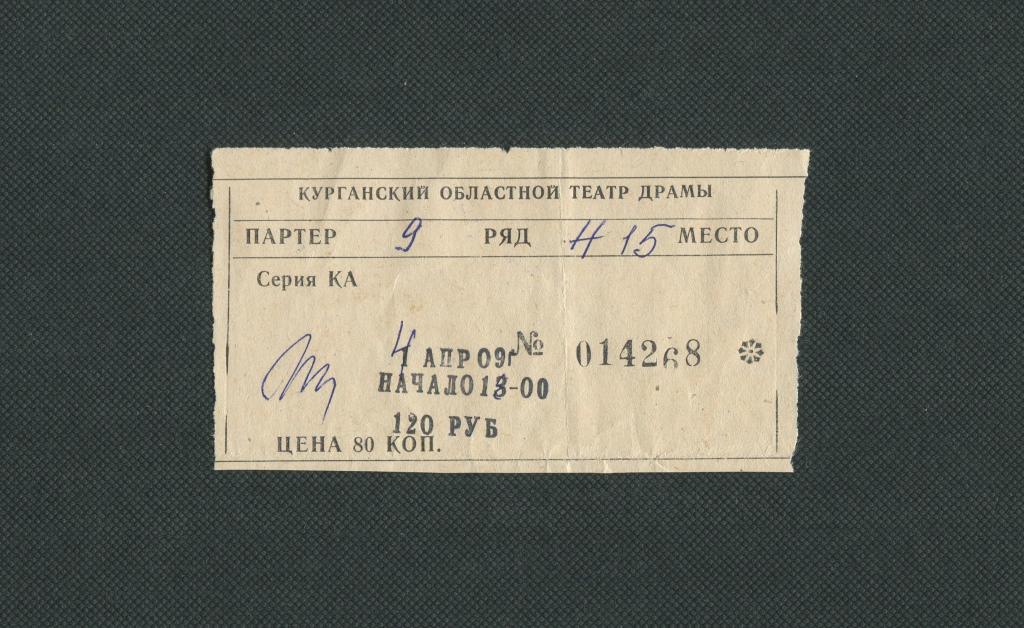 КУРГАНСКИЙ ОБЛАСТНОЙ ТЕАТР ДРАМЫ
ПАРТЕР 9 РЯД 15 МЕСТО
Серия КА
4 АПР 09г № 014268
НАЧАЛО -00
120 РУБ
ЦЕНА 80 КОП.